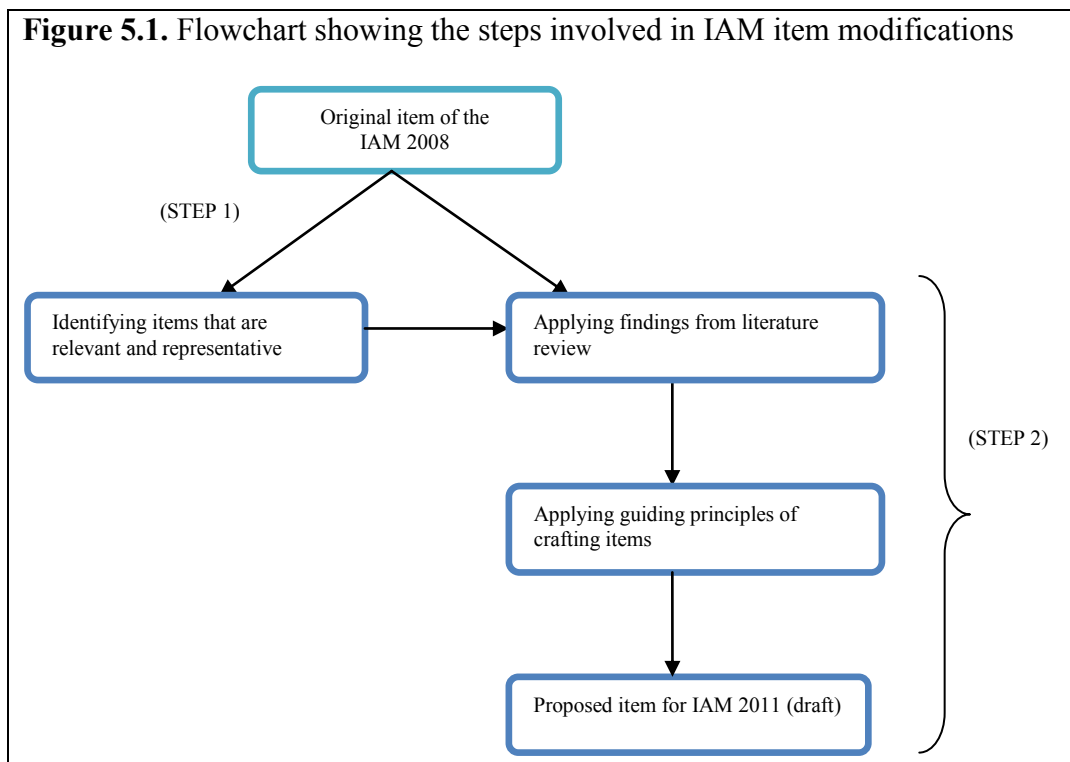 Figure 5.1. Flowchart showing the steps involved in IAM item modifications
Original item of the
IAM 2008
(STEP 1)
Identifying items that are
relevant and representative
Applying findings from literature
review
(STEP 2)
Applying guiding principles of
crafting items
Proposed item for IAM 2011 (draft)